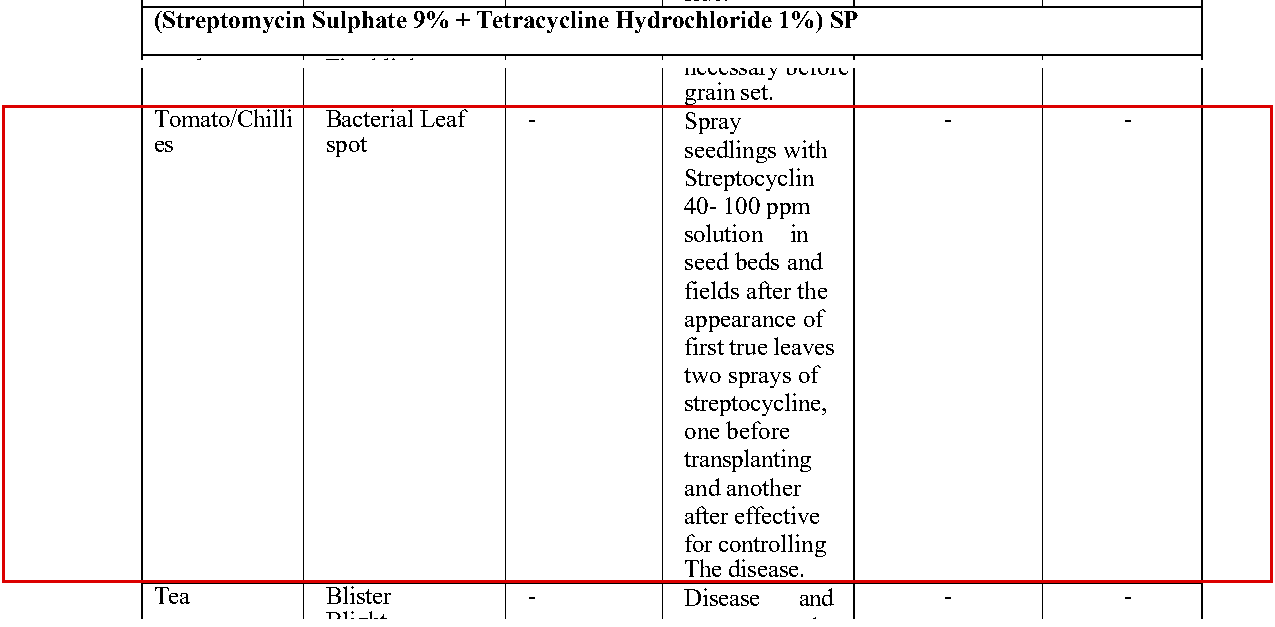 (Streptomycin Sulphate 9% + Tetracycline Hydrochloride 1%) SP
necessary before
grain set.
Tomato/Chilli
es
Bacterial Leaf
spot
-
Spray
seedlings with
Streptocyclin
40- 100 ppm
solution in
seed beds and
fields after the
appearance of
first true leaves
two sprays of
streptocycline,
one before
transplanting
and another
after effective
for controlling
The disease.
-
-
Tea
Blister
Blight
-
Disease and
-
-